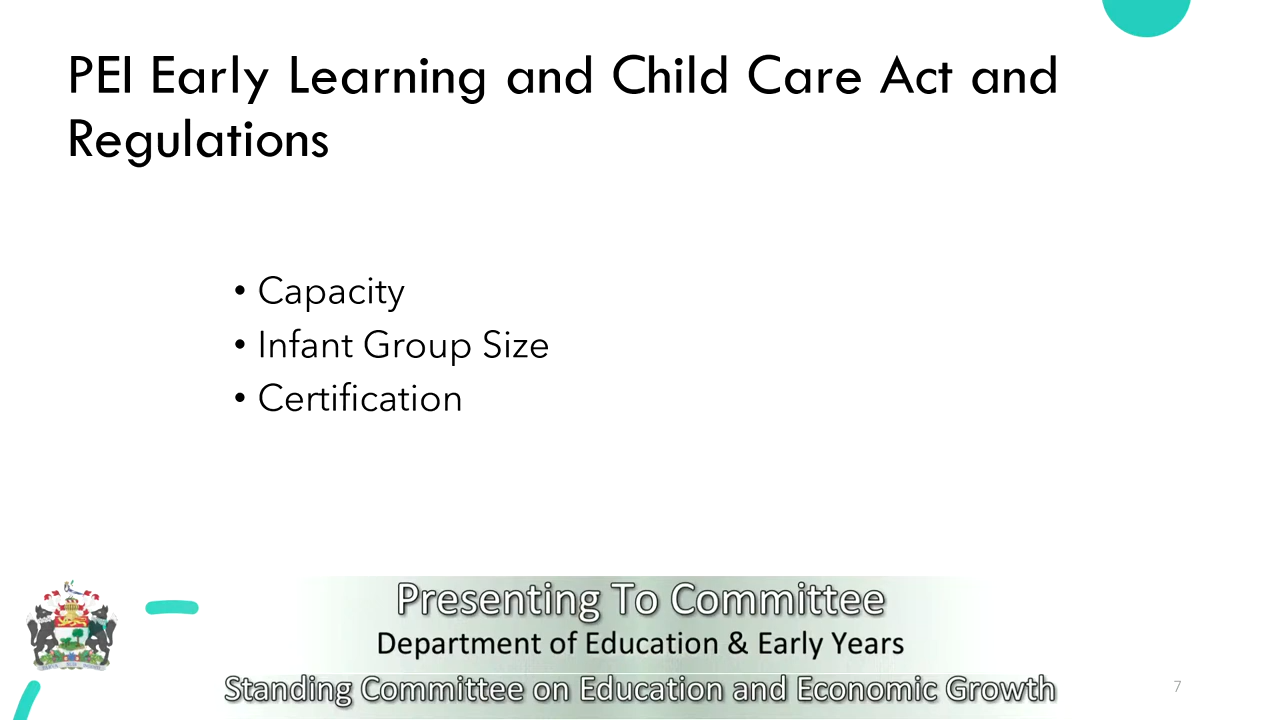 PEI Early Learning and Child Care Act and
Regulations
• Capacity
• Infant Group Size
• Certification
Presenting To Committee
Department of Education & Early Years
Standing Committee on Education and Economic Growth
7